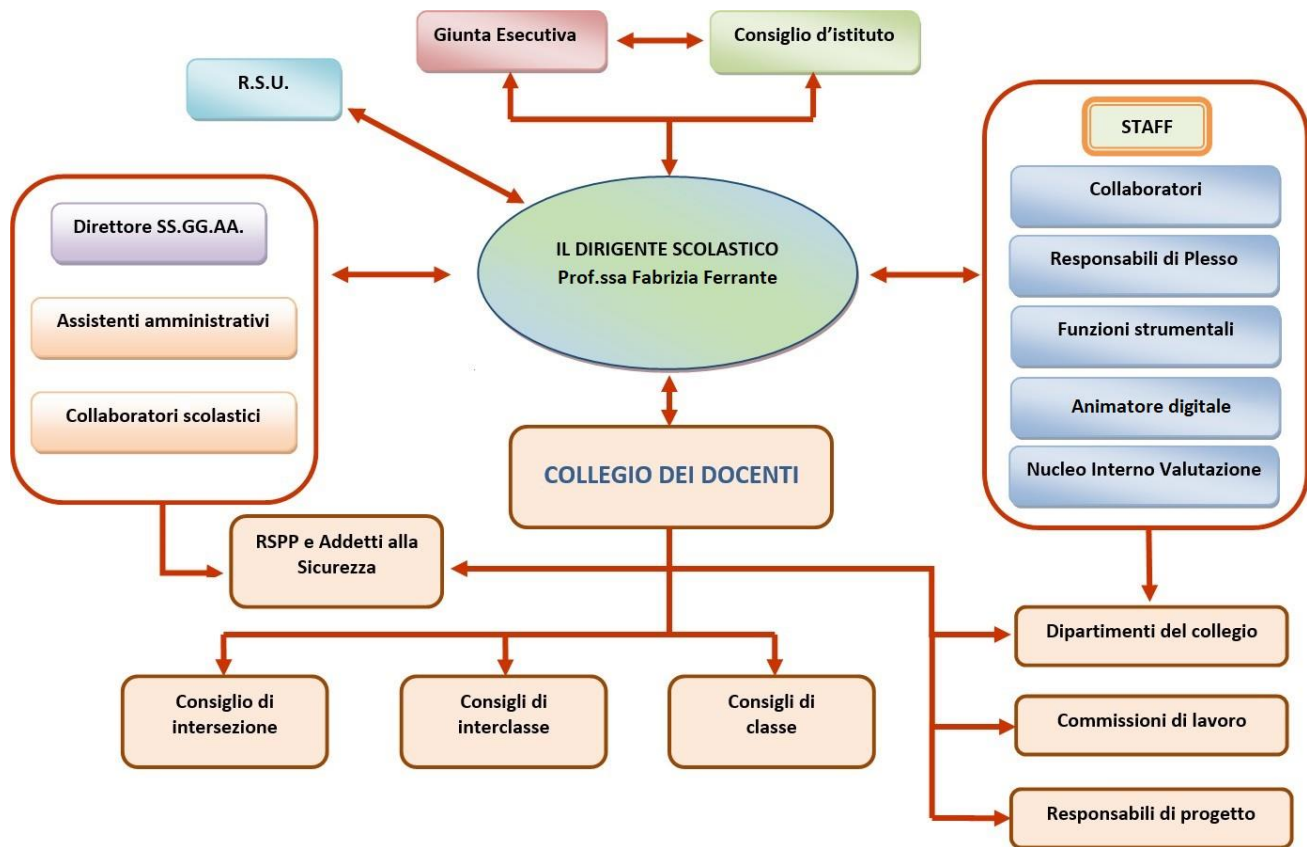 Giunta Esecutiva
Consiglio d’istituto
R.S.U.
STAFF
Collaboratori
Responsabili di Plesso
Funzioni strumentali
Animatore digitale
Nucleo Interno Valutazione
Direttore SS.GG.AA.
Assistenti amministrativi
Collaboratori scolastici
IL DIRIGENTE SCOLASTICO
Prof.ssa Fabrizia Ferrante
COLLEGIO DEI DOCENTI
RSPP e Addetti alla
Sicurezza
Dipartimenti del collegio
Commissioni di lavoro
Responsabili di progetto
Consiglio di
intersezione
Consigli di
interclasse
Consigli di
classe